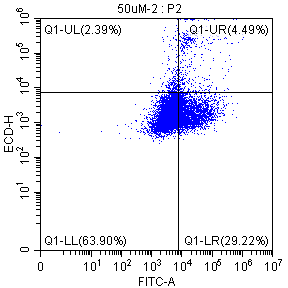 50uM-2 : P2
Q1-UL(2.39%) Q1-UR(4.49%)
10^6
10^5
10^4
10^3
10^2
10^1
0
ECD-H
Q1-LL(63.90%) Q1-LR(29.22%)
0 10^1 10^2 10^3 10^4 10^5 10^6 10^7
FITC-A